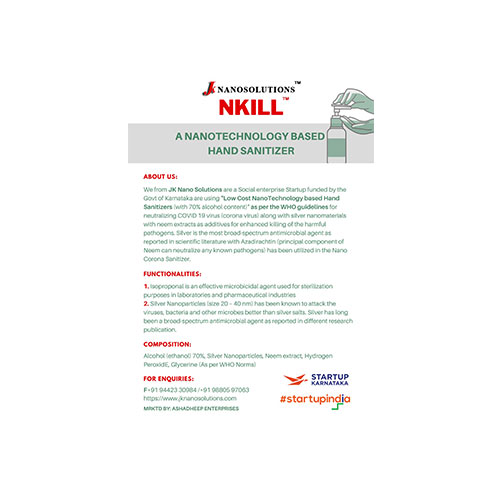 JK NANOSOLUTIONS ™
NKILL ™
A NANOTECHNOLOGY BASED
HAND SANITIZER
ABOUT US:
We from JK Nano Solutions are a Social enterprise Startup funded by the
Govt of Karnataka are using "Low Cost NanoTechnology based Hand
Sanitizers (with 70% alcohol content)" as per the WHO guidelines for
neutralizing COVID 19 virus (corona virus) along with silver nanomaterials
with neem extracts as additives for enhanced killing of the harmful
pathogens. Silver is the most broad-spectrum antimicrobial agent as
reported in scientific literature with Azadirachtin (principal component of
Neem can neutralize any known pathogens) has been utilized in the Nano
Corona Sanitizer.
FUNCTIONALITIES:
1. Isoproponal is an effective microbicidal agent used for sterilization
purposes in laboratories and pharmaceutical industries
2. Silver Nanoparticles (size 20 - 40 nm) has been known to attack the
viruses, bacteria and other microbes better than silver salts. Silver has long
been a broad-spectrum antimicrobial agent as reported in different research
publication.
COMPOSITION:
Alcohol (ethanol) 70%, Silver Nanoparticles, Neem extract, Hydrogen
PeroxidE, Glycerine (As per WHO Norms)
FOR ENQUIRIES:
F+91 94423 30984 /+91 98805 97053
https://www.jknanosolutions.com
MRKTD BY: ASHADHEEP ENTERPRISES
STARTUP
KARNATAKA
#startupindia